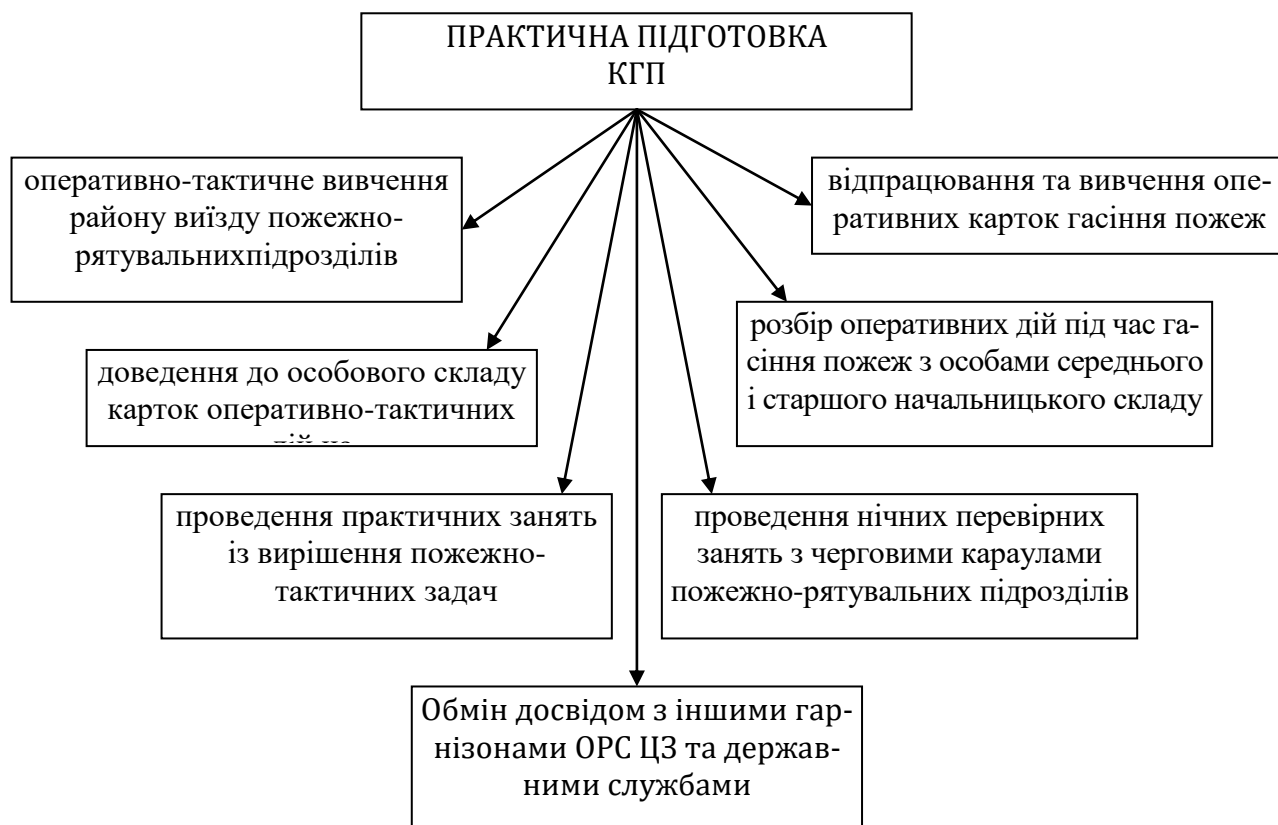 ПРАКТИЧНА ПІДГОТОВКА
КГП
оперативно-тактичне вивчення
району виїзду пожежно-
рятувальнихпідрозділів
відпрацювання та вивчення опе-
ративних карток гасіння пожеж
доведення до особового складу
карток оперативно-тактичних
розбір оперативних дій під час га-
сіння пожеж з особами середнього
і старшого начальницького складу
проведення практичних занять
із вирішення пожежно-
тактичних задач
проведення нічних перевірних
занять з черговими караулами
пожежно-рятувальних підрозділів
Обмін досвідом з іншими гар-
нізонами ОРС ЦЗ та держав-
ними службами